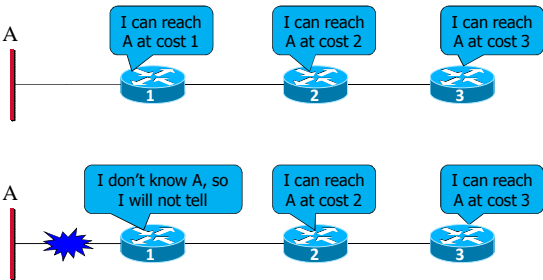 A
I can reach
A at cost 1
I can reach
A at cost 2
I can reach
A at cost 3
1
2
3
A
I don't know A, so
I will not tell
I can reach
A at cost 2
I can reach
A at cost 3
1
2
3